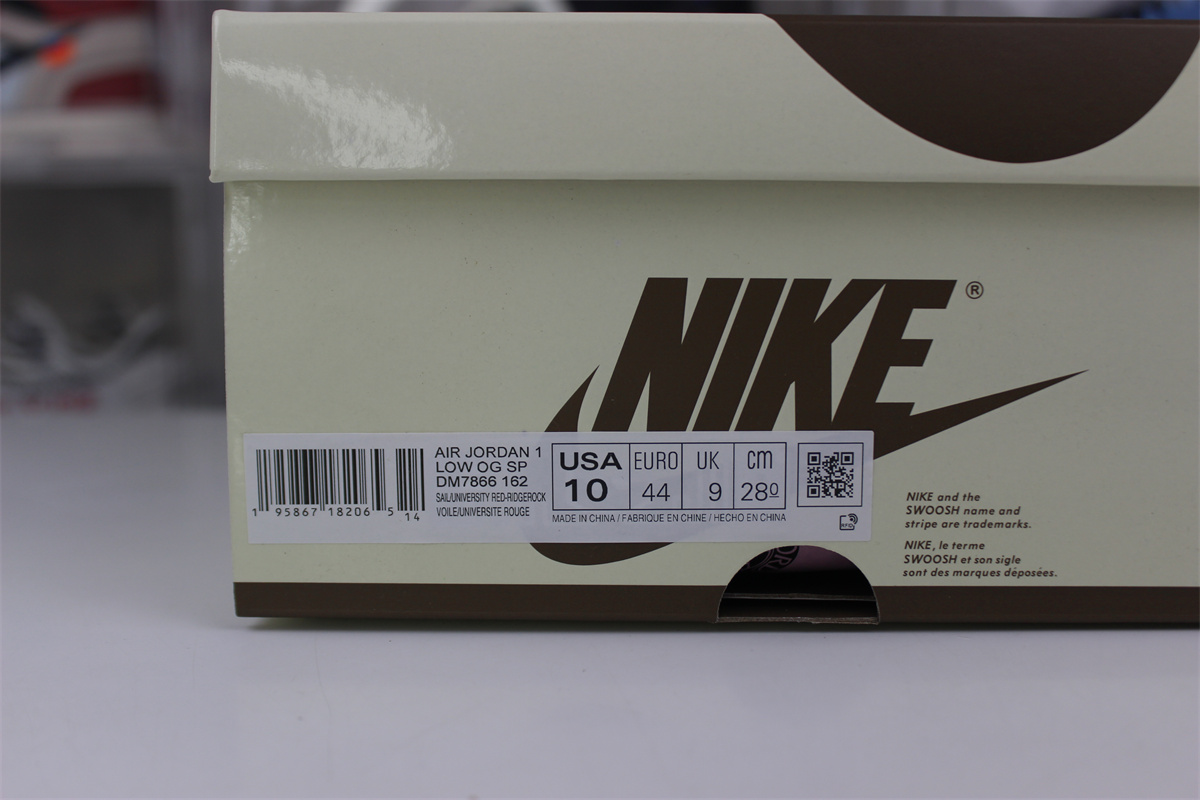 NIKE®
AIR JORDAN 1
LOW OG SP
DM7866 162
SAIL/UNIVERSITY RED-RIDGEROCK
VOILE/UNIVERSITE ROUGE
1 95867 18206 5 14
USA EURO UK cm
10 44 9 28⁰
MADE IN CHINA / FABRIQUE EN CHINE / HECHO EN CHINA
RFID
NIKE and the
SWOOSH name and
stripe are trademarks.
NIKE, le terme
SWOOSH et son sigle
sont des marques déposées.